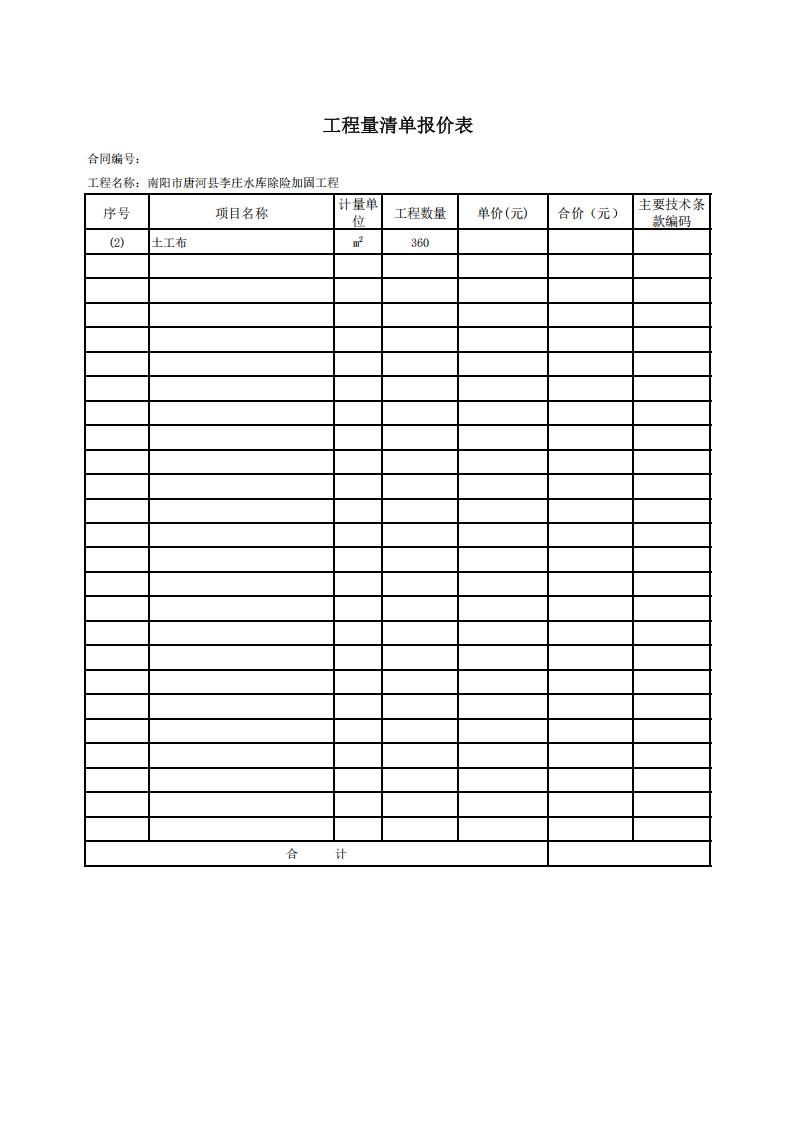 工程量清单报价表
合同编号：
工程名称：南阳市唐河县李庄水库除险加固工程
序号 项目名称 计量单位 工程数量 单价(元) 合价（元） 主要技术条款编码
(2) 土工布 m² 360
合 计